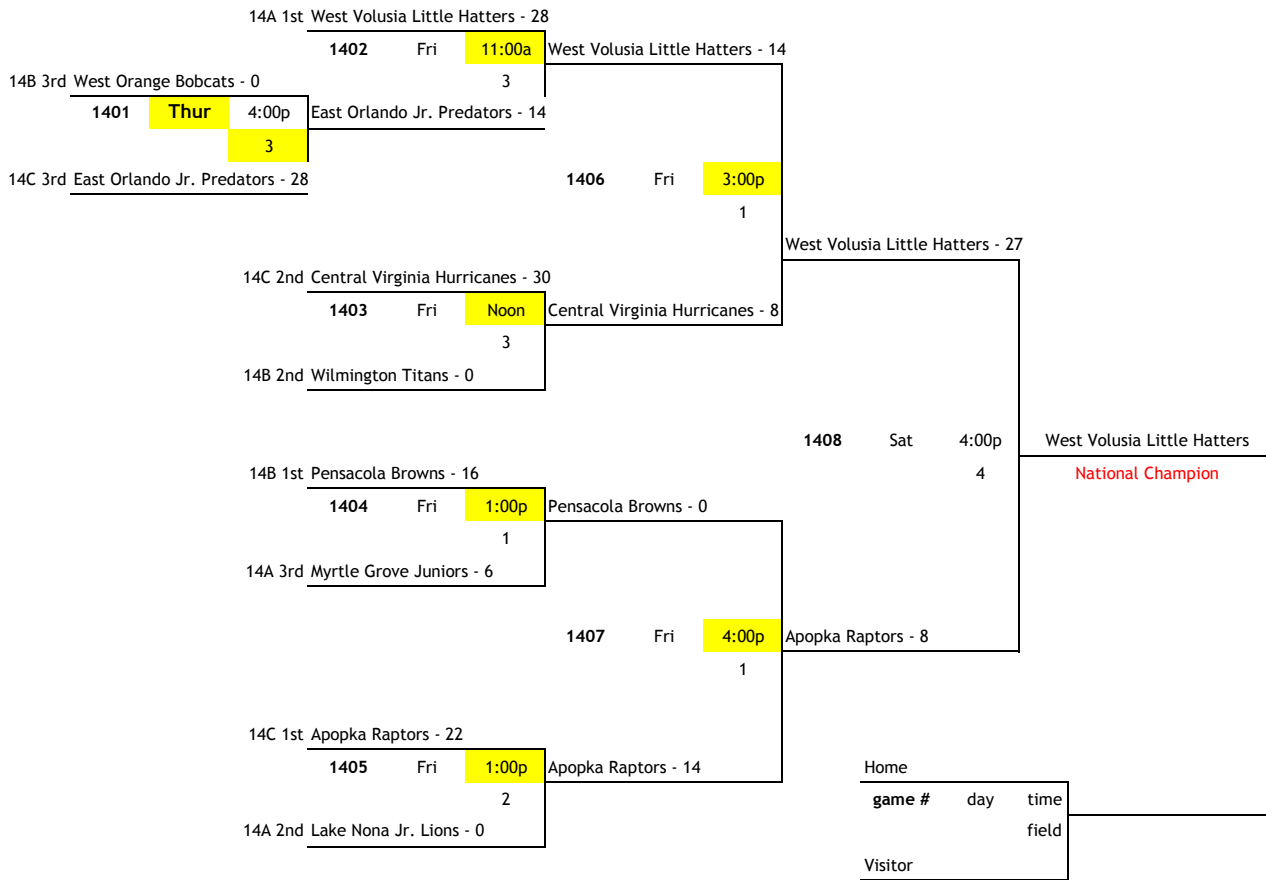 14A 1st West Volusia Little Hatters - 28
1402 Fri 11:00a West Volusia Little Hatters - 14
14B 3rd West Orange Bobcats - 0 3
1401 Thur 4:00p East Orlando Jr. Predators - 14
3
14C 3rd East Orlando Jr. Predators - 28 1406 Fri 3:00p
1
West Volusia Little Hatters - 27
14C 2nd Central Virginia Hurricanes - 30
1403 Fri Noon Central Virginia Hurricanes - 8
3
14B 2nd Wilmington Titans - 0
1408 Sat 4:00p West Volusia Little Hatters
14B 1st Pensacola Browns - 16 4 National Champion
1404 Fri 1:00p Pensacola Browns - 0
1
14A 3rd Myrtle Grove Juniors - 6
1407 Fri 4:00p Apopka Raptors - 8
1
14C 1st Apopka Raptors - 22
1405 Fri 1:00p Apopka Raptors - 14 Home
2 game # day time
14A 2nd Lake Nona Jr. Lions - 0 field
Visitor